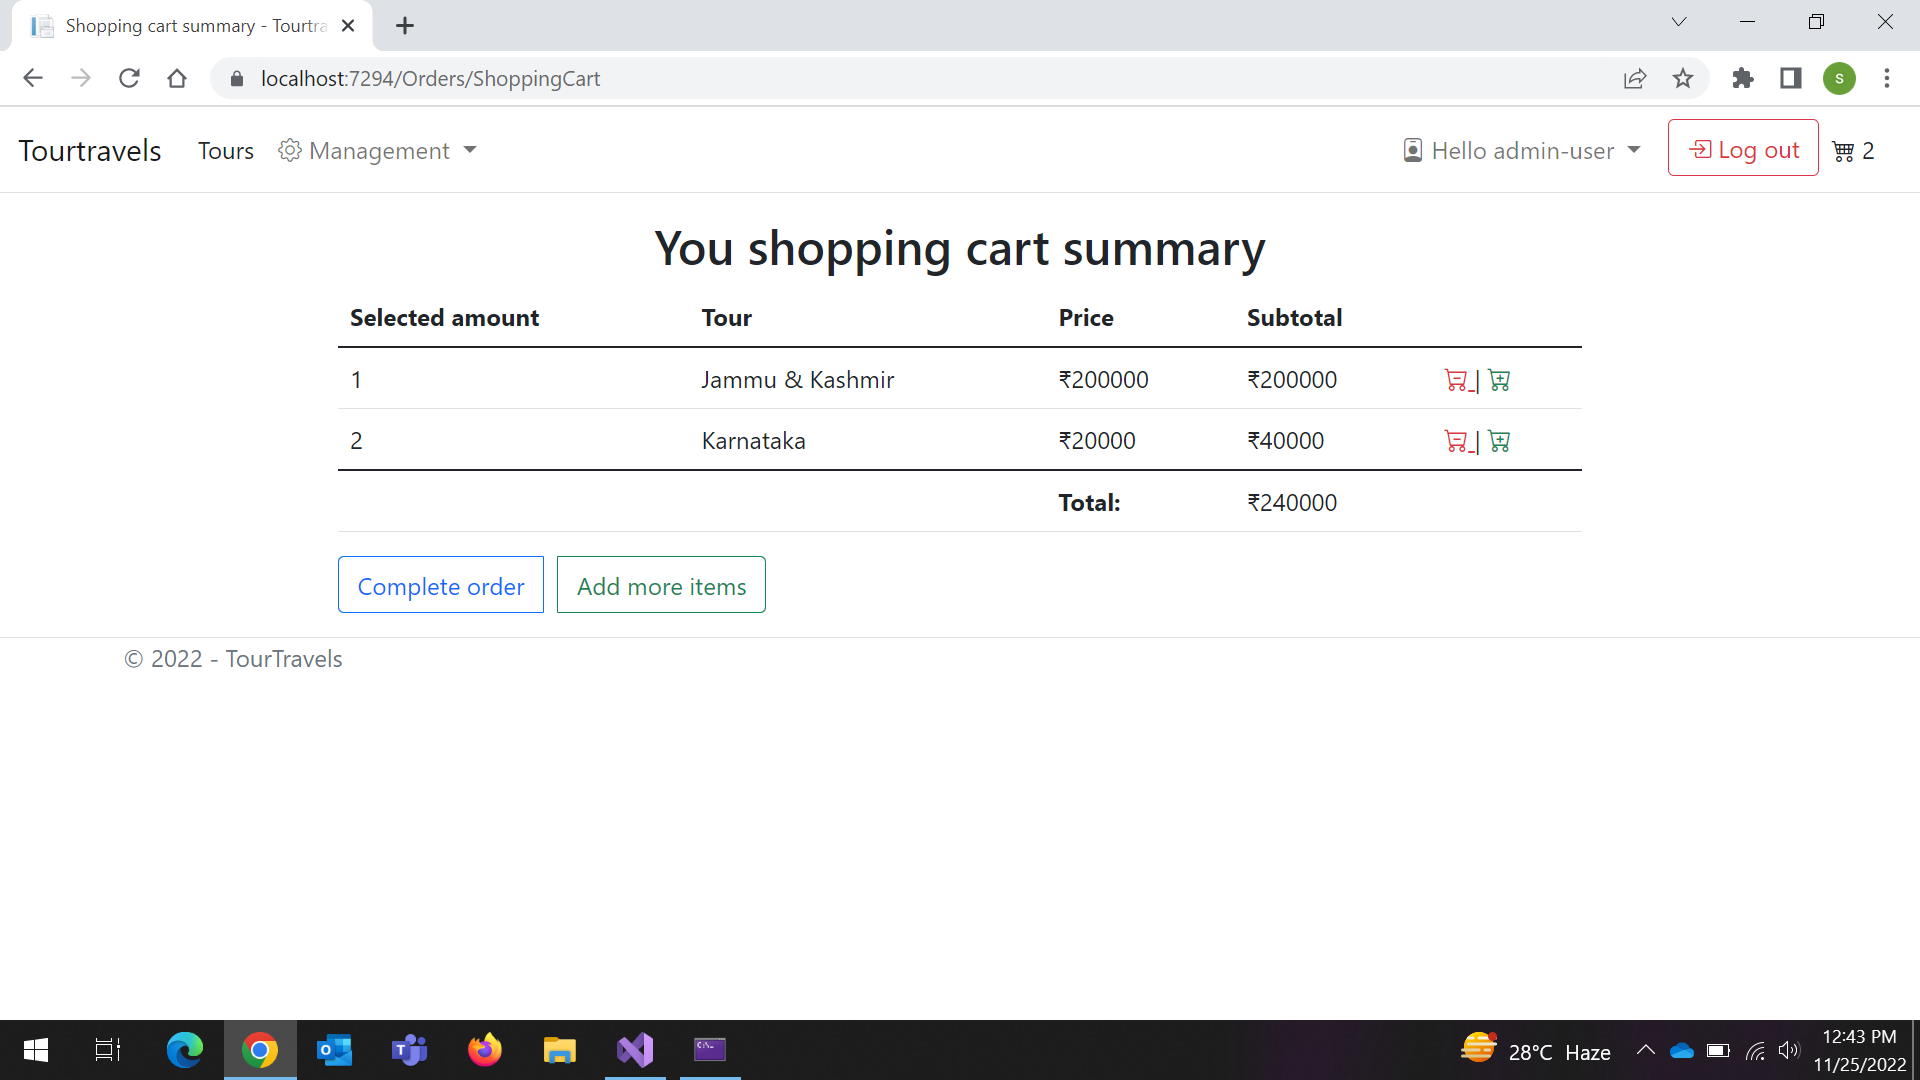 Shopping cart summary - Tourtra
localhost:7294/Orders/ShoppingCart
S
Tourtravels Tours Management Hello admin-user Log out 2
You shopping cart summary
Selected amount Tour Price Subtotal
1 Jammu & Kashmir ₹200000 ₹200000 |
2 Karnataka ₹20000 ₹40000 |
Total: ₹240000
Complete order Add more items
© 2022 - TourTravels
28°C Haze
12:43 PM
11/25/2022